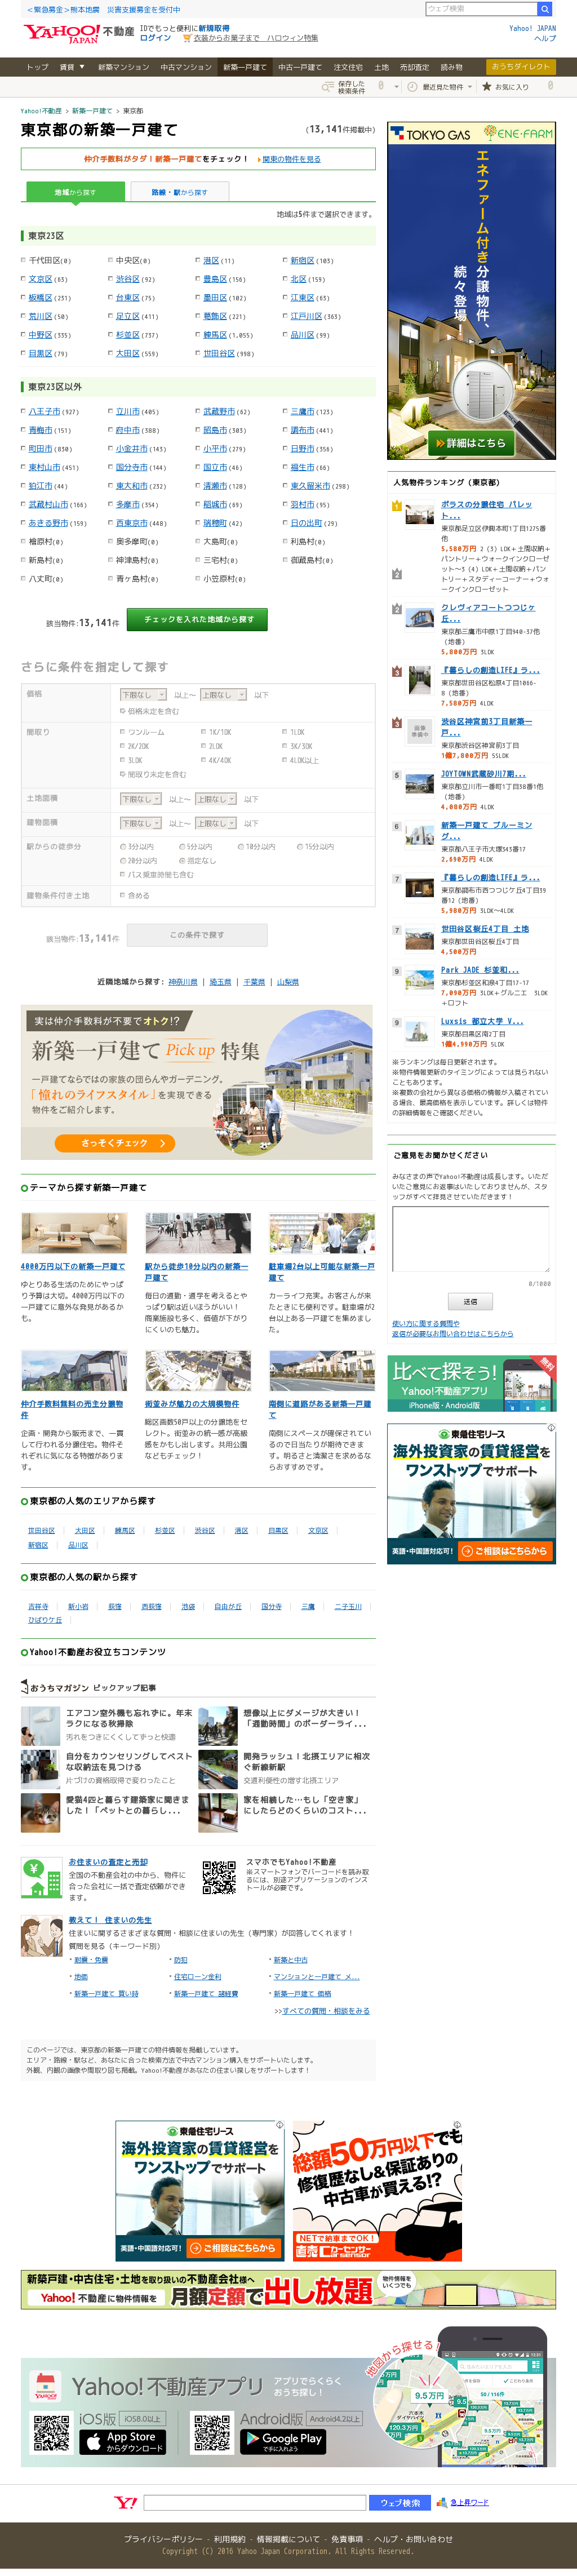 ＜緊急募金＞熊本地震　災害支援募金を受付中
ウェブ検索
YAHOO!不動産 JAPAN
IDでもっと便利に新規取得
ログイン
衣装からお菓子まで　ハロウィン特集
Yahoo! JAPAN
ヘルプ
トップ 賃貸 ▼ 新築マンション 中古マンション 新築一戸建て 中古一戸建て 注文住宅 土地 売却査定 読み物 おうちダイレクト
保存した検索条件 最近見た物件 お気に入り
Yahoo!不動産 > 新築一戸建て > 東京都
東京都の新築一戸建て
(13,141件掲載中)
仲介手数料がタダ！新築一戸建てをチェック！ 関東の物件を見る
地域から探す 路線・駅から探す
地域は5件まで選択できます。
東京23区
千代田区(0) 中央区(0) 港区(11) 新宿区(103)
文京区(63) 渋谷区(92) 豊島区(156) 北区(159)
板橋区(231) 台東区(75) 墨田区(102) 江東区(63)
荒川区(50) 足立区(411) 葛飾区(221) 江戸川区(363)
中野区(335) 杉並区(737) 練馬区(1,055) 品川区(99)
目黒区(79) 大田区(559) 世田谷区(998)
東京23区以外
八王子市(927) 立川市(405) 武蔵野市(62) 三鷹市(123)
青梅市(151) 府中市(388) 昭島市(303) 調布市(441)
町田市(830) 小金井市(143) 小平市(279) 日野市(356)
東村山市(451) 国分寺市(144) 国立市(46) 福生市(66)
狛江市(44) 東大和市(232) 清瀬市(128) 東久留米市(298)
武蔵村山市(166) 多摩市(354) 稲城市(69) 羽村市(95)
あきる野市(159) 西東京市(448) 瑞穂町(42) 日の出町(29)
檜原村(0) 奥多摩町(0) 大島町(0) 利島村(0)
新島村(0) 神津島村(0) 三宅村(0) 御蔵島村(0)
八丈町(0) 青ヶ島村(0) 小笠原村(0)
該当物件:13,141件 チェックを入れた地域から探す
さらに条件を指定して探す
価格 下限なし 以上～ 上限なし 以下
価格未定を含む
間取り ワンルーム 1K/1DK 1LDK
2K/2DK 2LDK 3K/3DK
3LDK 4K/4DK 4LDK以上
間取り未定を含む
土地面積 下限なし 以上～ 上限なし 以下
建物面積 下限なし 以上～ 上限なし 以下
駅からの徒歩分 3分以内 5分以内 10分以内 15分以内
20分以内 指定なし
バス乗車時間も含む
建物条件付き土地 含める
該当物件:13,141件 この条件で探す
近隣地域から探す: 神奈川県 | 埼玉県 | 千葉県 | 山梨県
実は仲介手数料が不要でオトク！？
新築一戸建て Pick up 特集
一戸建てならではの家族の団らんやガーデニング。
「憧れのライフスタイル」を実現できる
物件をご紹介します。
さっそくチェック
テーマから探す新築一戸建て
4000万円以下の新築一戸建て
ゆとりある生活のためにやっぱり予算は大切。4000万円以下の一戸建てに意外な発見があるかも。
駅から徒歩10分以内の新築一戸建て
毎日の通勤・通学を考えるとやっぱり駅は近いほうがいい！商業施設も多く、価値が下がりにくいのも魅力。
駐車場2台以上可能な新築一戸建て
カーライフ充実。お客さんが来たときにも便利です。駐車場が2台以上ある一戸建てを集めました。
仲介手数料無料の売主分譲物件
企画・開発から販売まで、一貫して行われる分譲住宅。物件それぞれに気になる特徴があります。
街並みが魅力の大規模物件
総区画数50戸以上の分譲地をセレクト。街並みの統一感が高級感をかもし出します。共用公園などもチェック！
南側に道路がある新築一戸建て
南側にスペースが確保されているので日当たりが期待できます。明るさと清潔さを求めるならおすすめです。
東京都の人気のエリアから探す
世田谷区 大田区 練馬区 杉並区 渋谷区 港区 目黒区 文京区
新宿区 品川区
東京都の人気の駅から探す
吉祥寺 新小岩 荻窪 西荻窪 池袋 自由が丘 国分寺 三鷹 二子玉川
ひばりケ丘
Yahoo!不動産お役立ちコンテンツ
おうちマガジン ピックアップ記事
エアコン室外機も忘れずに。年末ラクになる秋掃除
汚れをつきにくくしてずっと快適
想像以上にダメージが大きい！「通勤時間」のボーダーライ...
自分をカウンセリングしてベストな収納法を見つける
片づけの資格取得で変わったこと
開発ラッシュ！北摂エリアに相次ぐ新線新駅
交通利便性の増す北摂エリア
愛猫4匹と暮らす建築家に聞きました！「ペットとの暮らし...
家を相続した…もし「空き家」にしたらどのくらいのコスト...
お住まいの査定と売却
全国の不動産会社の中から、物件に合った会社に一括で査定依頼ができます。
スマホでもYahoo!不動産
※スマートフォンでバーコードを読み取るには、別途アプリケーションのインストールが必要です。
教えて！ 住まいの先生
住まいに関するさまざまな質問・相談に住まいの先生（専門家）が回答してくれます！
質問を見る（キーワード別）
耐震・免震 防犯 新築と中古
地価 住宅ローン金利 マンションと一戸建て メ...
新築一戸建て 買い時 新築一戸建て 諸経費 新築一戸建て 価格
>>すべての質問・相談をみる
このページでは、東京都の新築一戸建ての物件情報を掲載しています。
エリア・路線・駅など、あなたに合った検索方法で中古マンション購入をサポートいたします。
外観、内観の画像や間取り図も掲載。Yahoo!不動産があなたの住まい探しをサポートします！
TOKYO GAS ENE・FARM
エネファーム付き分譲物件、続々登場！
詳細はこちら
人気物件ランキング（東京都）
1
ポラスの分譲住宅 パレット...
東京都足立区伊興本町1丁目1275番他
5,580万円 2（3）LDK＋土間収納＋パントリー＋ウォークインクローゼット～3（4）LDK＋土間収納＋パントリー＋スタディーコーナー＋ウォークインクローゼット
2
2
クレヴィアコートつつじヶ丘...
東京都三鷹市中原1丁目940-37他（地番）
5,800万円 3LDK
3
『暮らしの創造LIFE』ラ...
東京都世田谷区松原4丁目1066-8（地番）
7,580万円 4LDK
3
画像準備中
渋谷区神宮前3丁目新築一戸...
東京都渋谷区神宮前3丁目
1億7,800万円 5SLDK
5
JOYTOWN武蔵砂川7期...
東京都立川市一番町1丁目38番1他（地番）
4,080万円 4LDK
6
新築一戸建て ブルーミング...
東京都八王子市大塚343番17
2,690万円 4LDK
7
『暮らしの創造LIFE』ラ...
東京都調布市西つつじケ丘4丁目39番12（地番）
5,980万円 3LDK～4LDK
7
世田谷区桜丘4丁目 土地
東京都世田谷区桜丘4丁目
4,500万円
9
Park JADE 杉並和...
東京都杉並区和泉4丁目17-17
7,090万円 3LDK＋グルニエ　3LDK＋ロフト
9
Luxsis 都立大学 V...
東京都目黒区南2丁目
1億4,990万円 5LDK
※ランキングは毎日更新されます。
※物件情報更新のタイミングによっては見られないこともあります。
※複数の会社から異なる価格の情報が入稿されている場合、最高価格を表示しています。詳しくは物件の詳細情報をご確認ください。
ご意見をお聞かせください
みなさまの声でYahoo!不動産は成長します。いただいたご意見にお返事はいたしておりませんが、スタッフがすべて拝見させていただきます！
0/1000
送信
使い方に関する質問や
返信が必要なお問い合わせはこちらから
比べて探そう！ 無料
Yahoo!不動産アプリ
iPhone版・Android版
東急住宅リース
海外投資家の賃貸経営をワンストップでサポート
英語・中国語対応可！ ご相談はこちらから
東急住宅リース
海外投資家の賃貸経営をワンストップでサポート
英語・中国語対応可！ ご相談はこちらから
総額50万円以下でも修復歴なし＆保証ありの中古車が買える!?
NETで納車までOK！
直売カーセンサー
新築戸建・中古住宅・土地を取り扱いの不動産会社様へ
Yahoo!不動産に物件情報を 月額定額で出し放題
物件情報をいくつでも
Yahoo!不動産アプリ
アプリでらくらくおうち探し！
地図から探せる！
iOS版 iOS8.0以上
App Store からダウンロード
Android版 Android4.2以上
Google Play で手に入れよう
9.5万円
120.3万円
50 / 116件
Y! ウェブ検索 急上昇ワード
プライバシーポリシー - 利用規約 - 情報掲載について - 免責事項 - ヘルプ・お問い合わせ
Copyright (C) 2016 Yahoo Japan Corporation. All Rights Reserved.